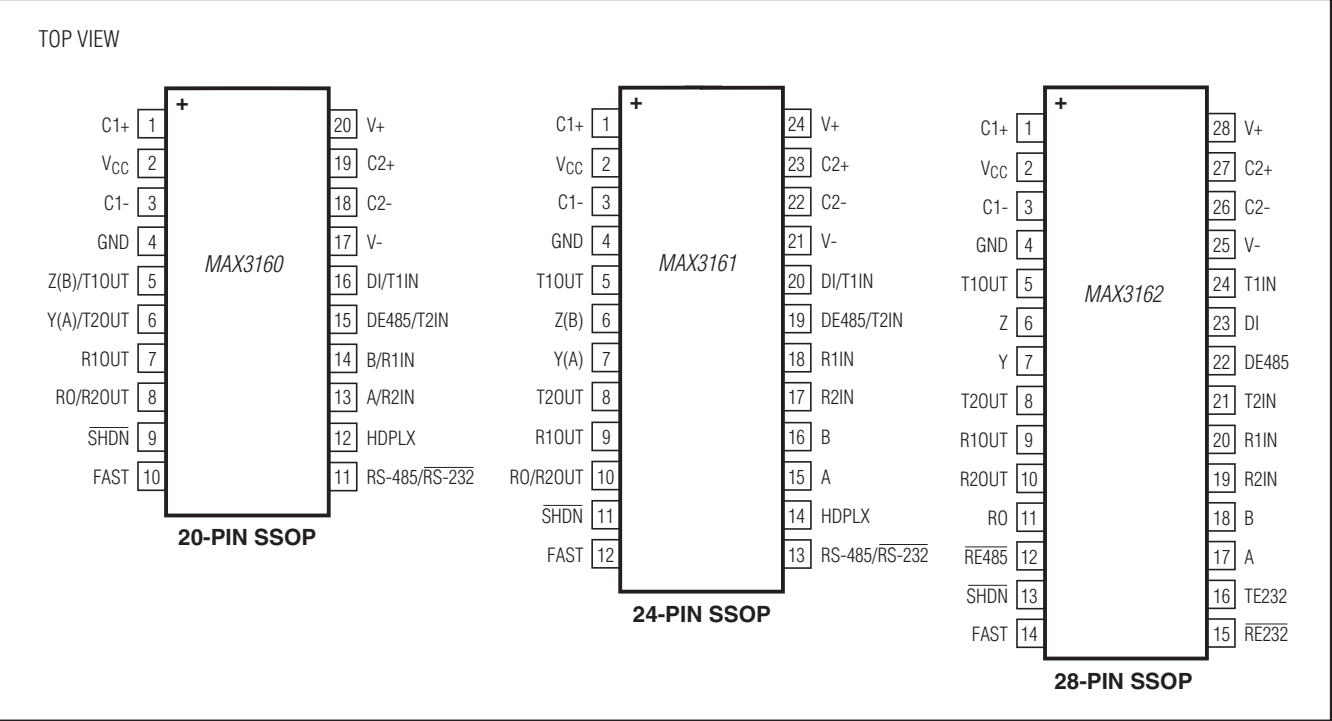 TOP VIEW
+
C1+ 1
VCC 2
C1- 3
GND 4
Z(B)/T1OUT 5
Y(A)/T2OUT 6
R1OUT 7
RO/R2OUT 8
SHDN 9
FAST 10
MAX3160
20 V+
19 C2+
18 C2-
17 V-
16 DI/T1IN
15 DE485/T2IN
14 B/R1IN
13 A/R2IN
12 HDPLX
11 RS-485/RS-232
20-PIN SSOP
+
C1+ 1
VCC 2
C1- 3
GND 4
T1OUT 5
Z(B) 6
Y(A) 7
T2OUT 8
R1OUT 9
RO/R2OUT 10
SHDN 11
FAST 12
MAX3161
24 V+
23 C2+
22 C2-
21 V-
20 DI/T1IN
19 DE485/T2IN
18 R1IN
17 R2IN
16 B
15 A
14 HDPLX
13 RS-485/RS-232
24-PIN SSOP
+
C1+ 1
VCC 2
C1- 3
GND 4
T1OUT 5
Z 6
Y 7
T2OUT 8
R1OUT 9
R2OUT 10
RO 11
RE485 12
SHDN 13
FAST 14
MAX3162
28 V+
27 C2+
26 C2-
25 V-
24 T1IN
23 DI
22 DE485
21 T2IN
20 R1IN
19 R2IN
18 B
17 A
16 TE232
15 RE232
28-PIN SSOP